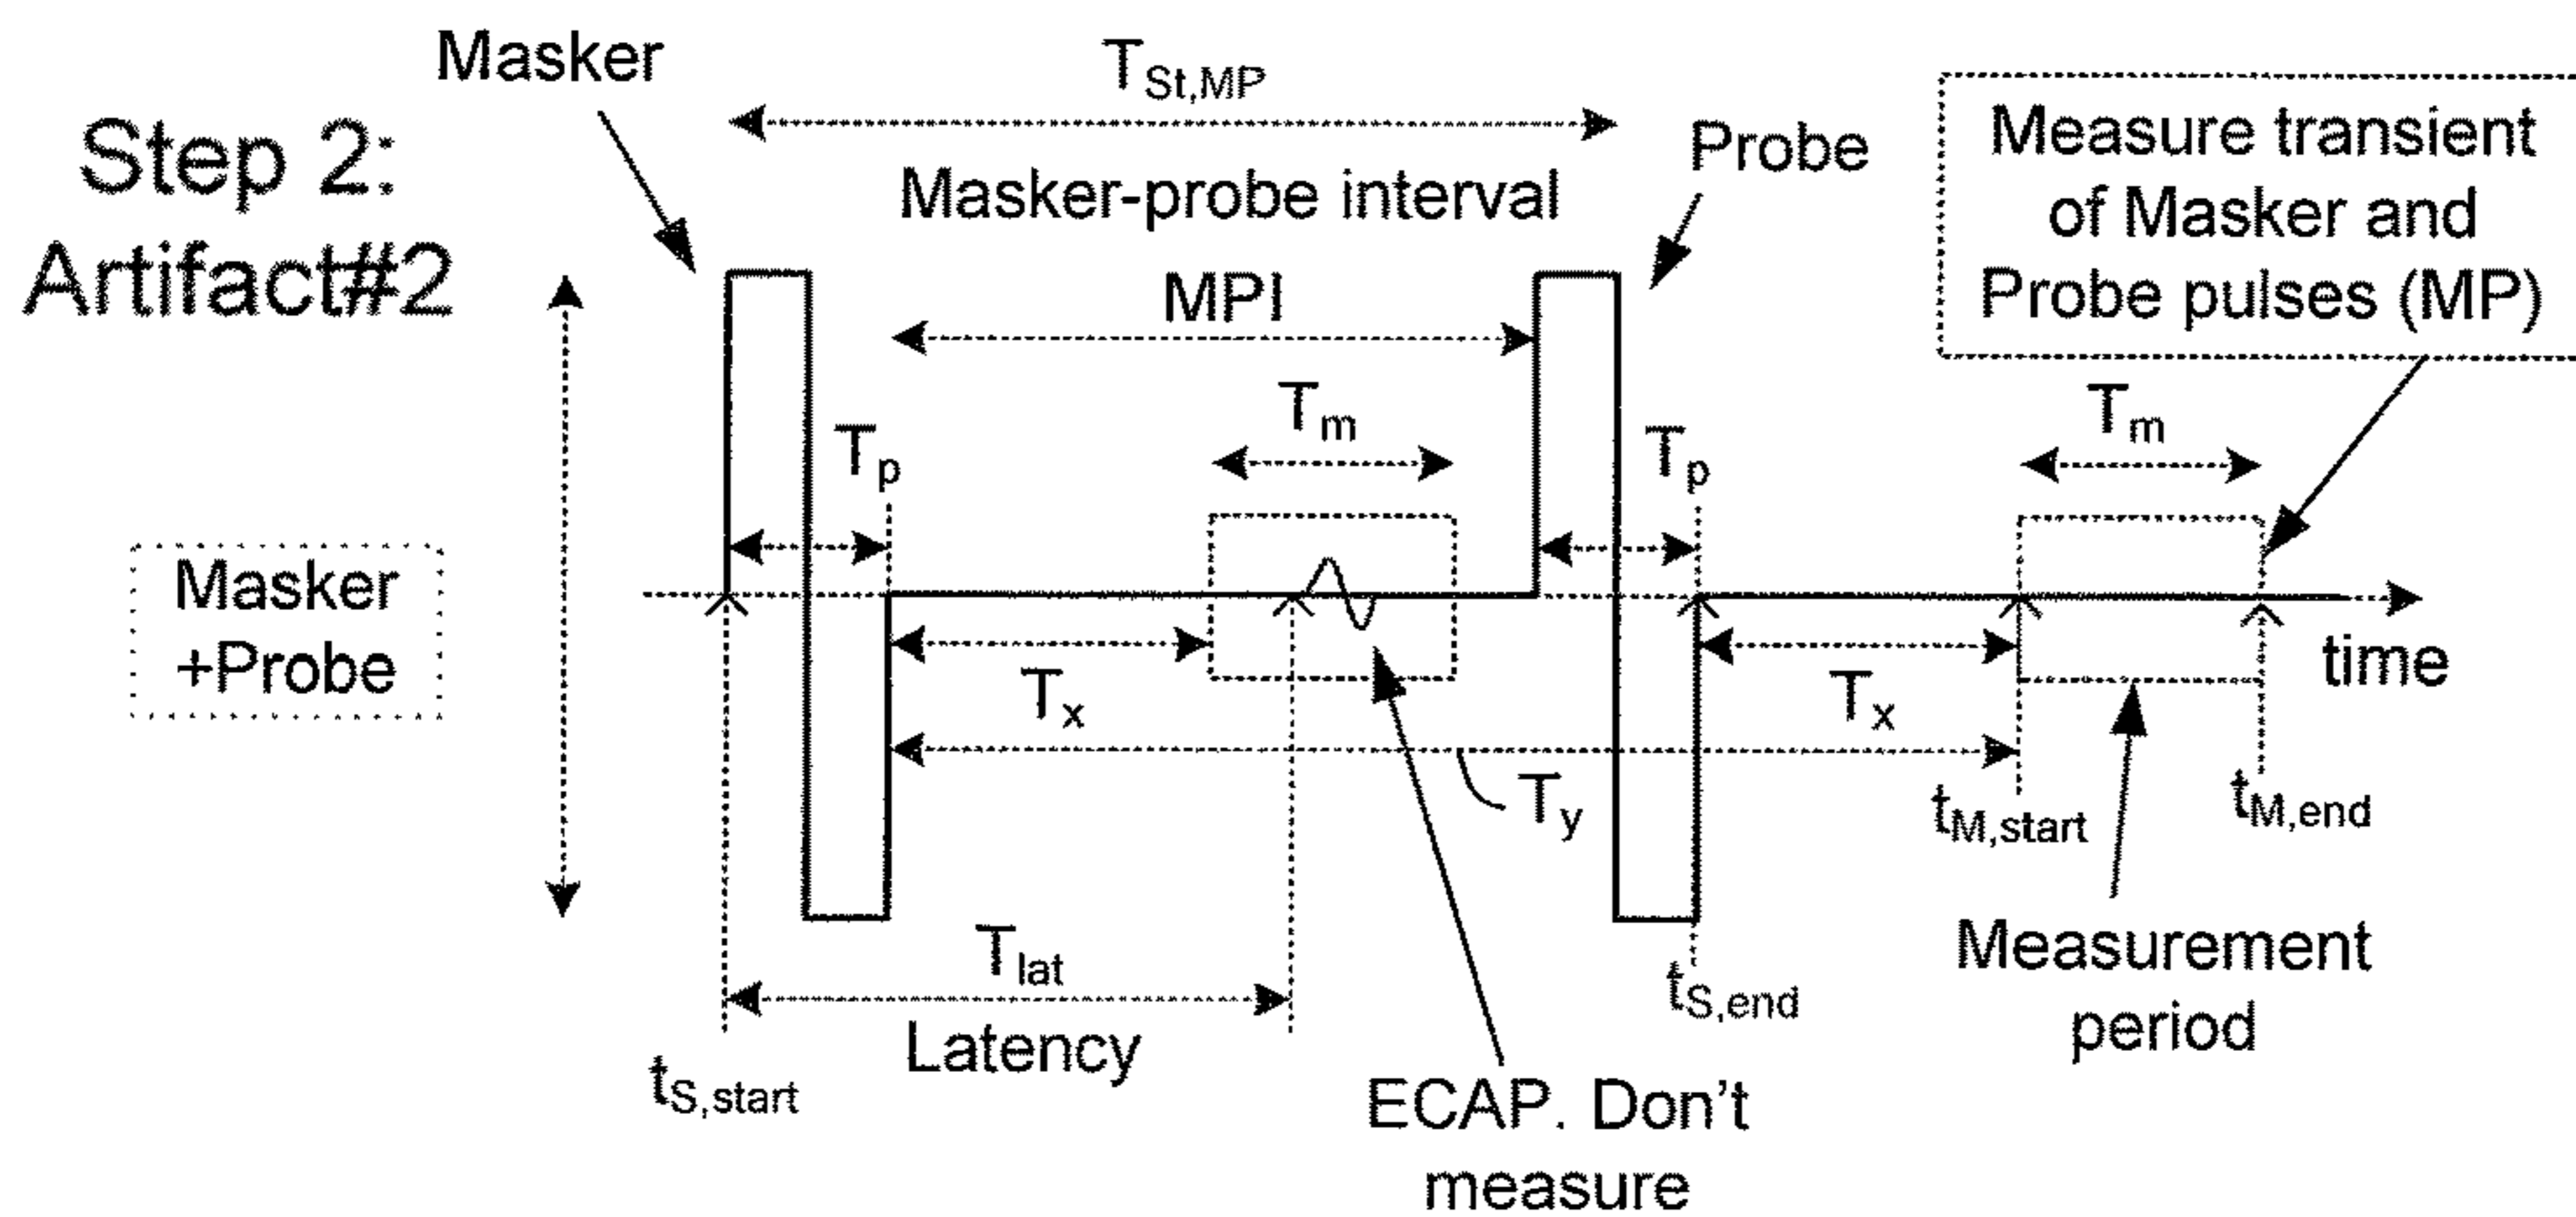 Step 2:
Artifact#2
Masker
T_St,MP
Masker-probe interval
MPI
Probe
Measure transient
of Masker and
Probe pulses (MP)
T_p
T_m
T_p
T_m
Masker
+Probe
T_x
T_x
time
T_y
t_M,start
t_M,end
T_lat
Latency
t_S,start
t_S,end
Measurement
period
ECAP. Don't
measure